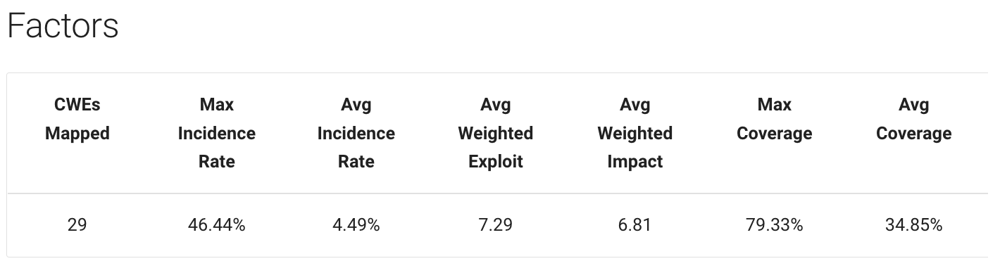 Factors
CWEs Mapped
Max Incidence Rate
Avg Incidence Rate
Avg Weighted Exploit
Avg Weighted Impact
Max Coverage
Avg Coverage
29 46.44% 4.49% 7.29 6.81 79.33% 34.85%